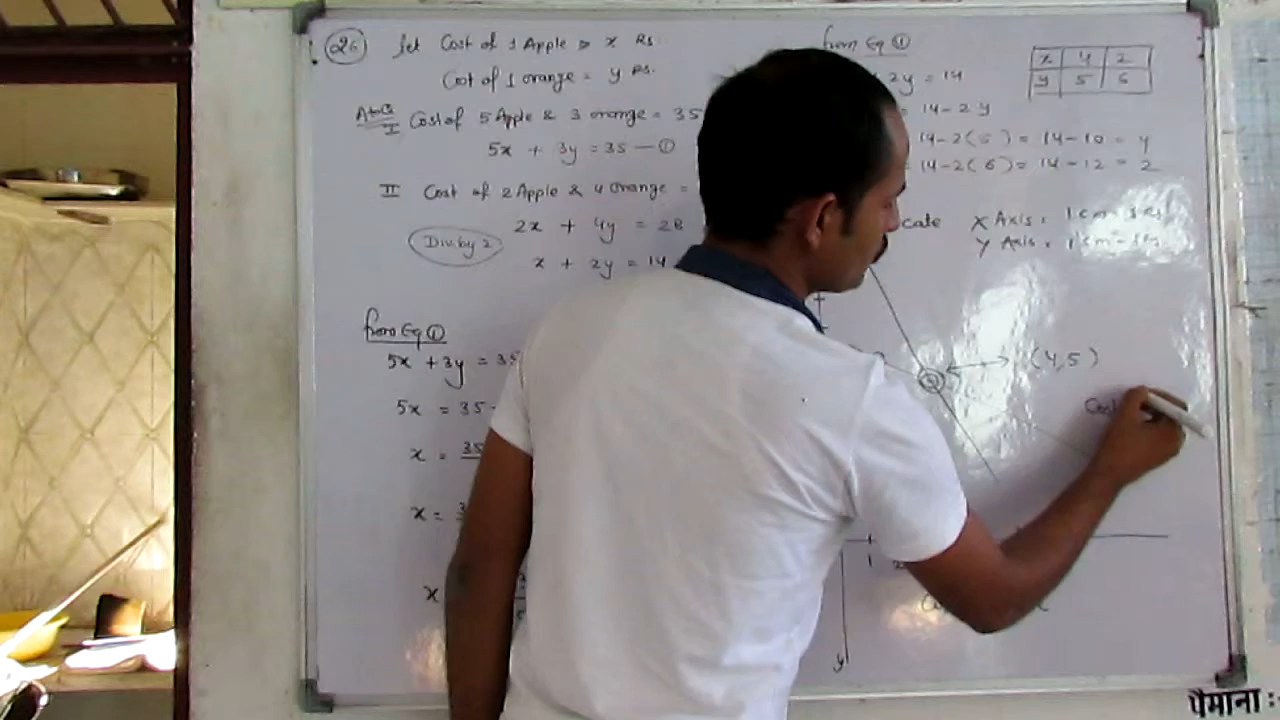 26 Let Cost of 1 Apple = x Rs.
Cost of 1 orange = y Rs.
AtoQ
I Cost of 5 Apple & 3 orange = 35
5x + 3y = 35 — ①
II Cost of 2 Apple & 4 Orange =
2x + 4y = 28
Div. by 2
x + 2y = 14
from Eq ①
5x + 3y = 35
5x = 35 -
x = 35
x = 3
x
from Eq ①
2y = 14
= 14 - 2y
14 - 2(5) = 14 - 10 = 4
= 14 - 2(6) = 14 - 12 = 2
x 4 2
y 5 6
X Axis = 1 cm =
Y Axis = 1 cm =
(4,5)
Cost
1
y
पैमाना :